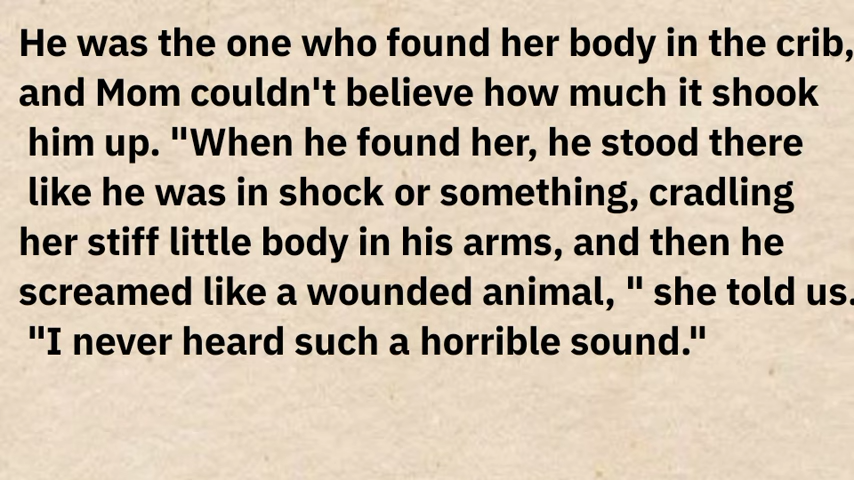 He was the one who found her body in the crib,
and Mom couldn't believe how much it shook
him up. "When he found her, he stood there
like he was in shock or something, cradling
her stiff little body in his arms, and then he
screamed like a wounded animal, " she told us.
"I never heard such a horrible sound."